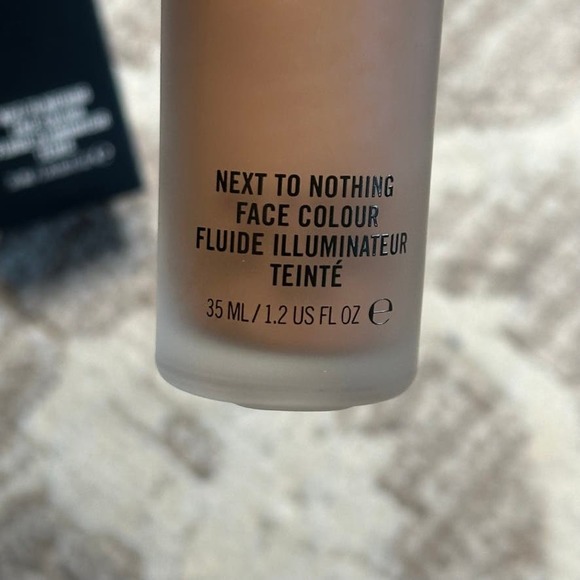 NEXT TO NOTHING
FACE COLOUR
FLUIDE ILLUMINATEUR
TEINTÉ
35 ML / 1.2 US FL OZ ℮